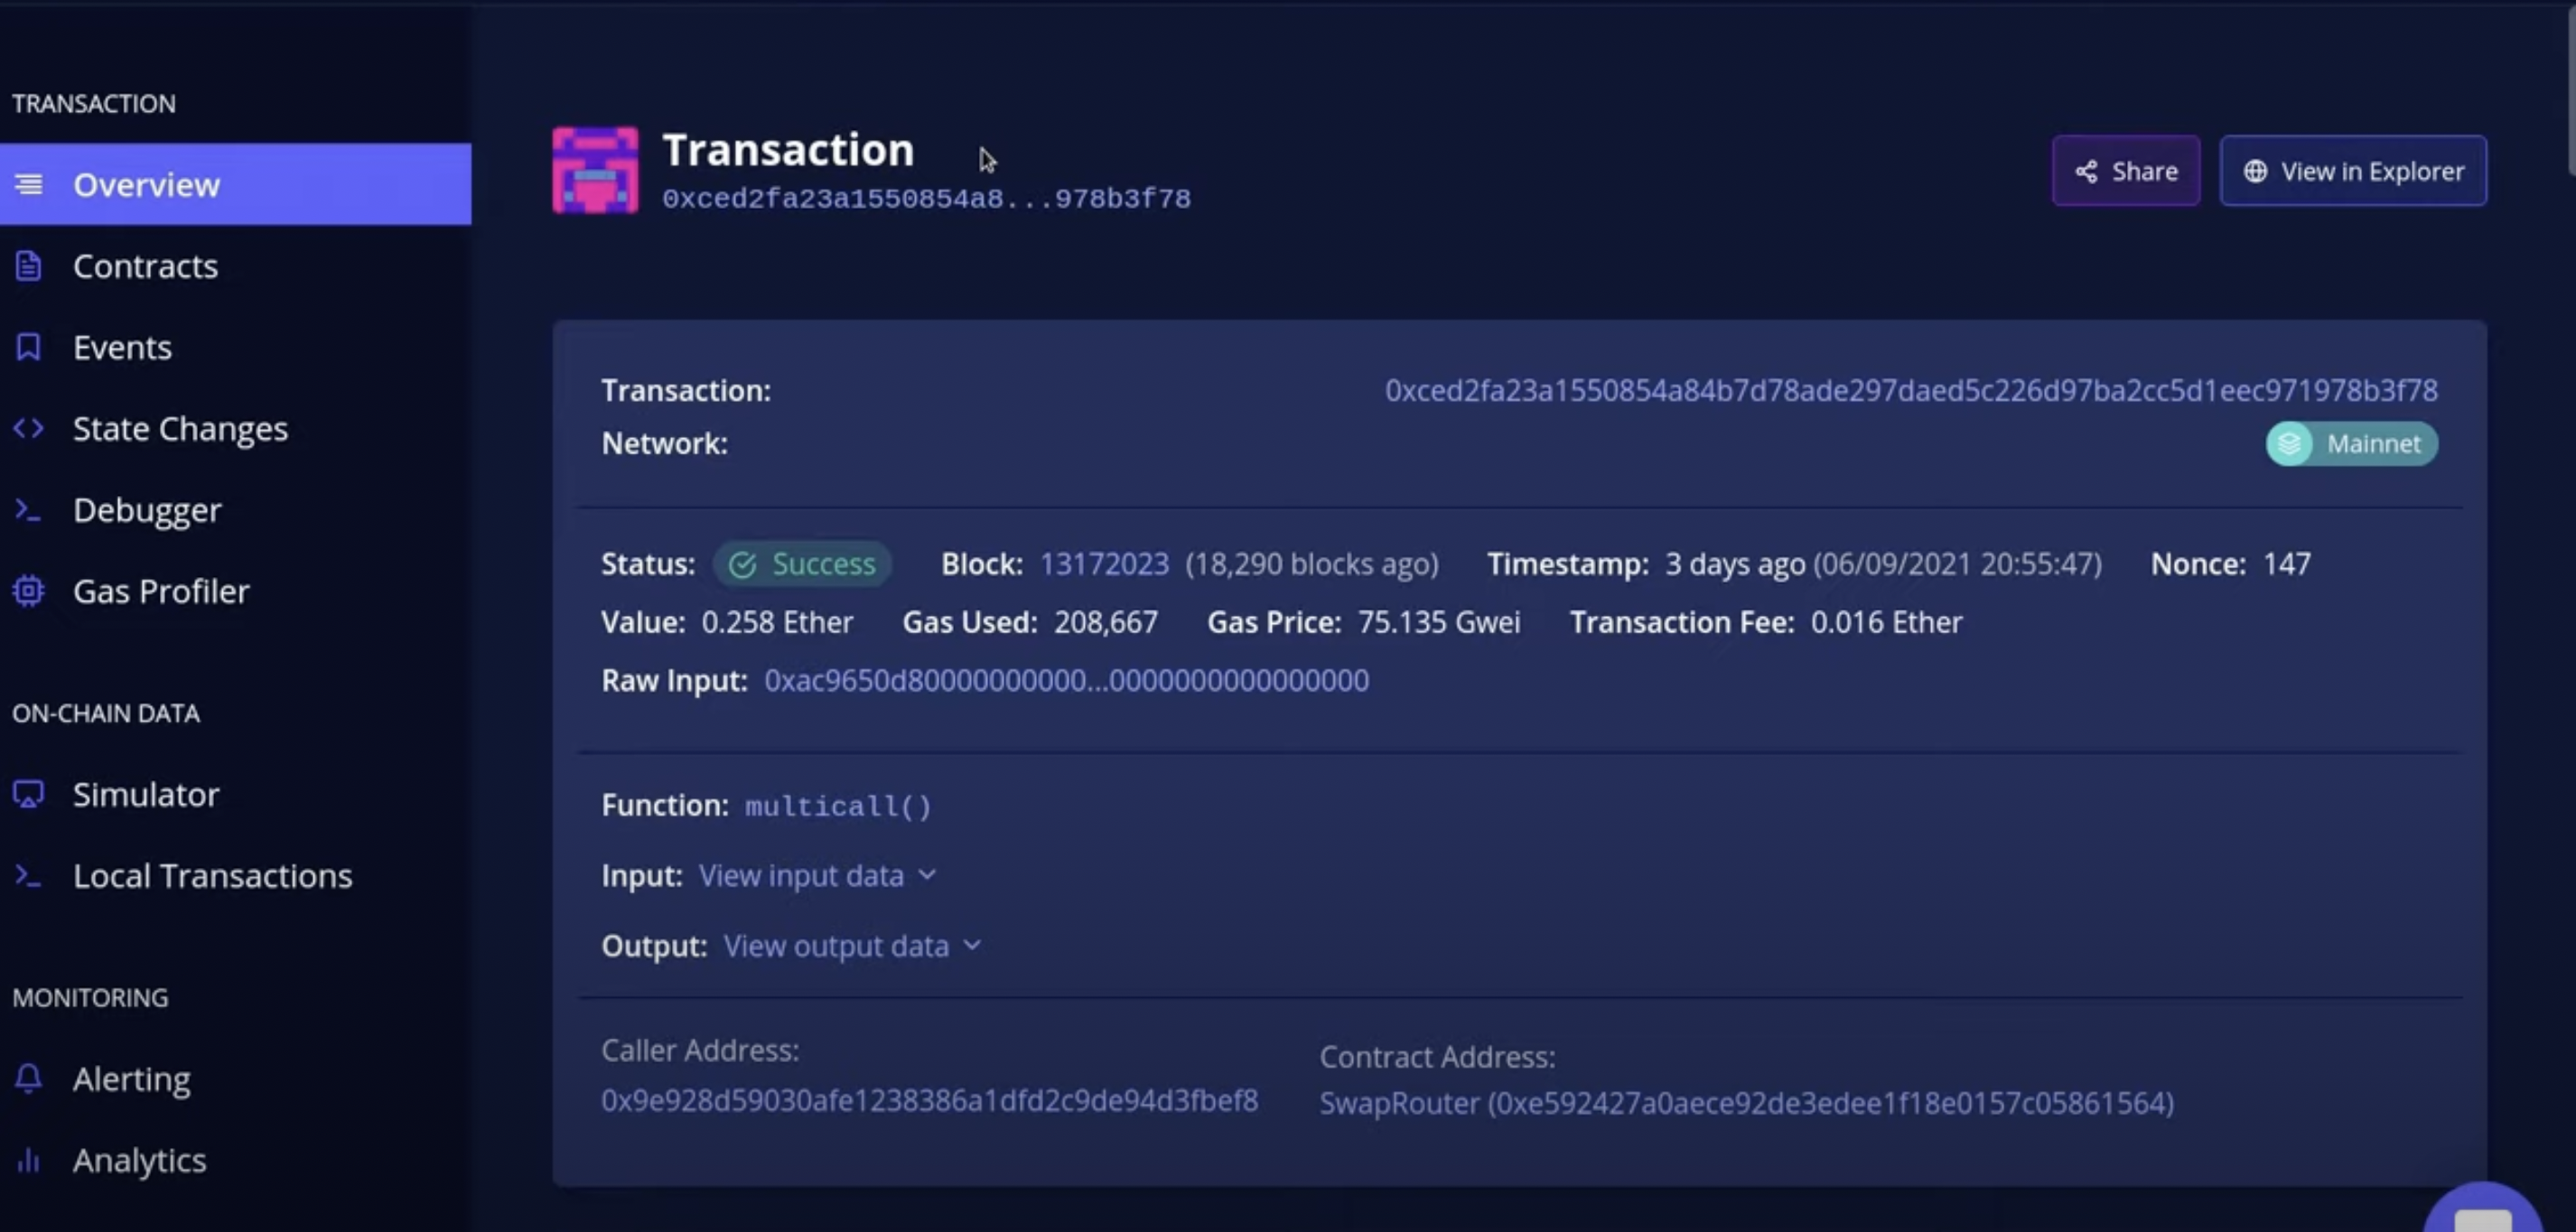 TRANSACTION
Overview
Contracts
Events
State Changes
Debugger
Gas Profiler
ON-CHAIN DATA
Simulator
Local Transactions
MONITORING
Alerting
Analytics
Transaction
0xced2fa23a1550854a8...978b3f78
Share
View in Explorer
Transaction: 0xced2fa23a1550854a84b7d78ade297daed5c226d97ba2cc5d1eec971978b3f78
Network: Mainnet
Status: Success Block: 13172023 (18,290 blocks ago) Timestamp: 3 days ago (06/09/2021 20:55:47) Nonce: 147
Value: 0.258 Ether Gas Used: 208,667 Gas Price: 75.135 Gwei Transaction Fee: 0.016 Ether
Raw Input: 0xac9650d80000000000...0000000000000000
Function: multicall()
Input: View input data
Output: View output data
Caller Address:
0x9e928d59030afe1238386a1dfd2c9de94d3fbef8
Contract Address:
SwapRouter (0xe592427a0aece92de3edee1f18e0157c05861564)